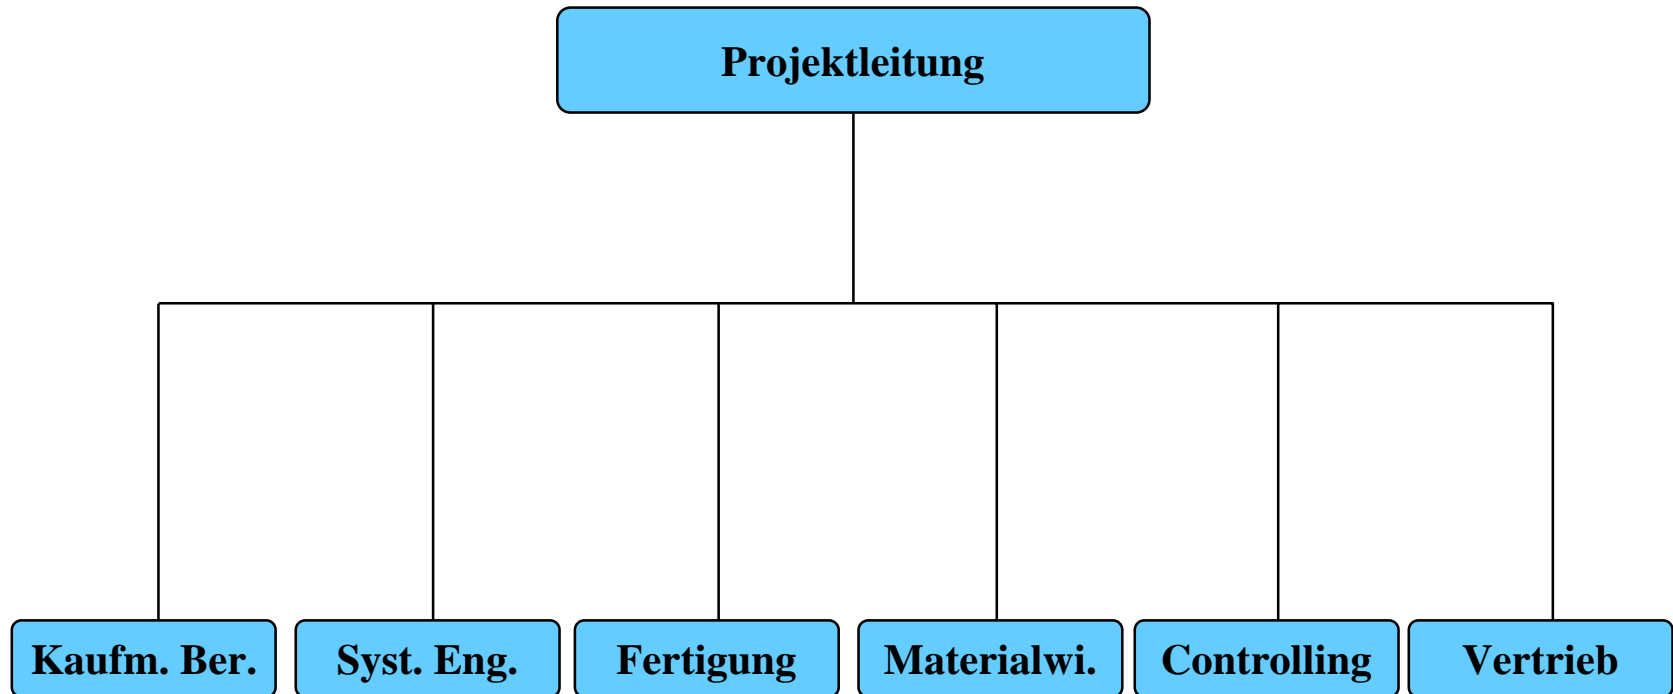 Projektleitung
Kaufm. Ber.
Syst. Eng.
Fertigung
Materialwi.
Controlling
Vertrieb